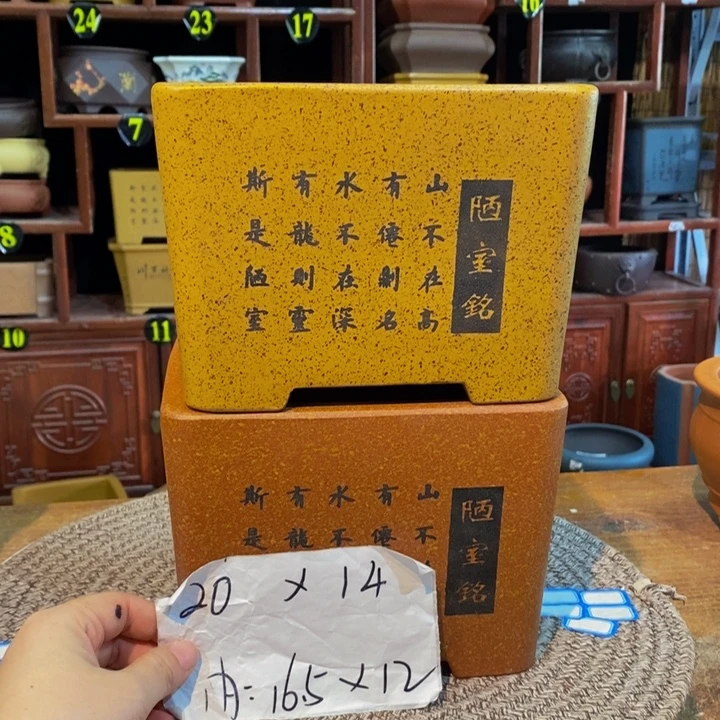 24
23
17
16
7
8
10
11
陋室銘
山不在高
有僊則名
水不在深
有龍則靈
斯是陋室
陋室銘
山不
有僊
水不
有龍
斯是
20 × 14
内=16.5×12